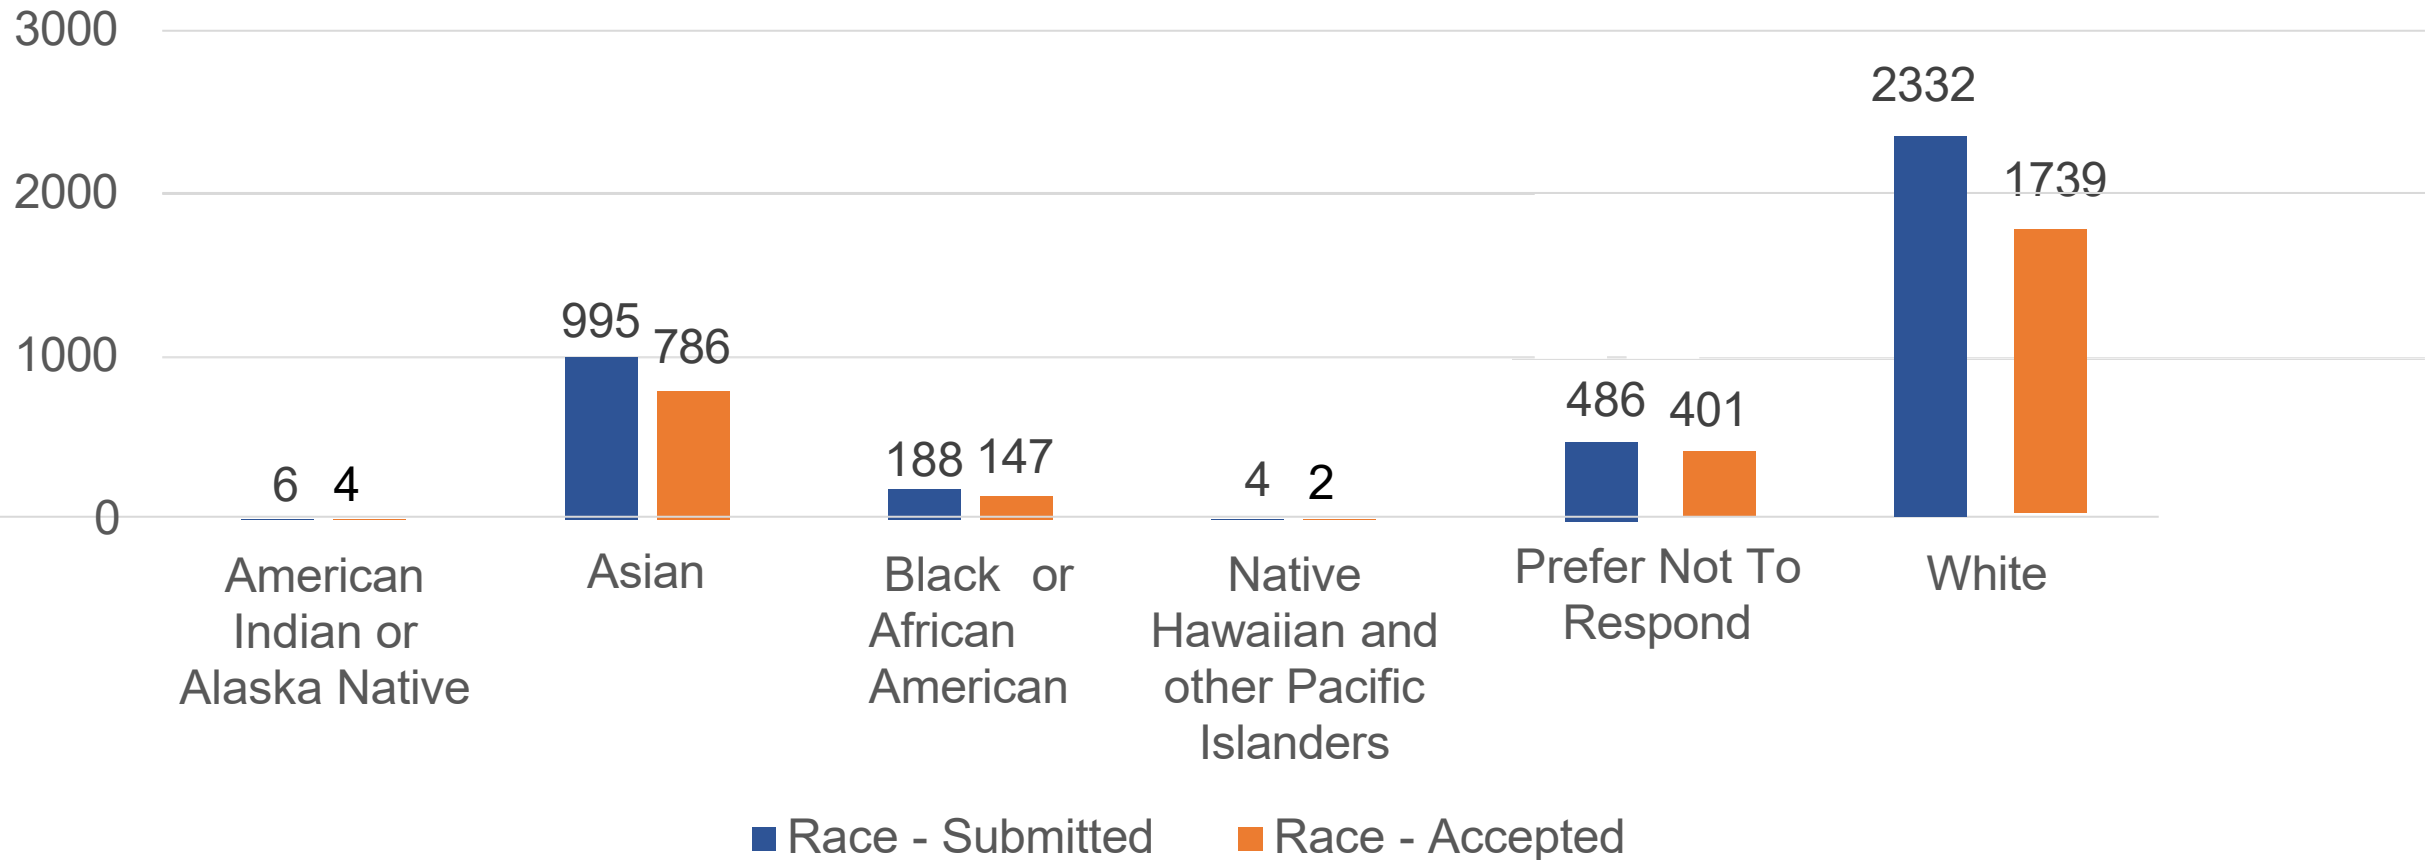 3000
2000
1000
0
2332
1739
995
786
486
401
188
147
6
4
4
2
American
Indian or
Alaska Native
Asian
Black or
African
American
Native
Hawaiian and
other Pacific
Islanders
Prefer Not To
Respond
White
Race - Submitted
Race - Accepted